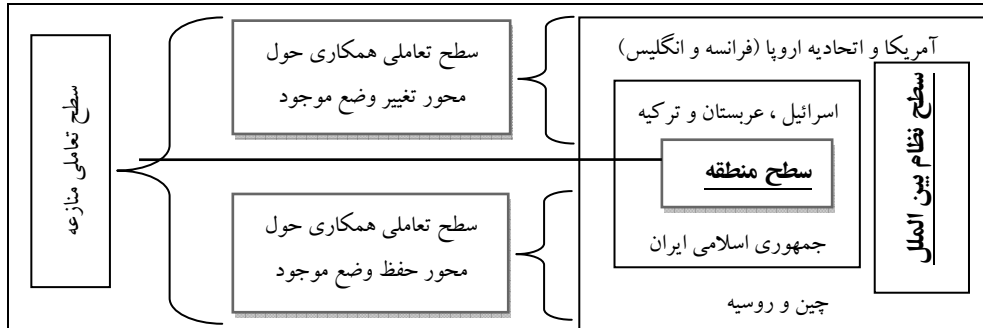 آمریکا و اتحادیه اروپا (فرانسه و انگلیس)
سطح نظام بین الملل
اسرائیل ، عربستان و ترکیه
سطح منطقه
جمهوری اسلامی ایران
چین و روسیه
سطح تعاملی همکاری حول
محور تغییر وضع موجود
سطح تعاملی همکاری حول
محور حفظ وضع موجود
سطح تعاملی منازعه